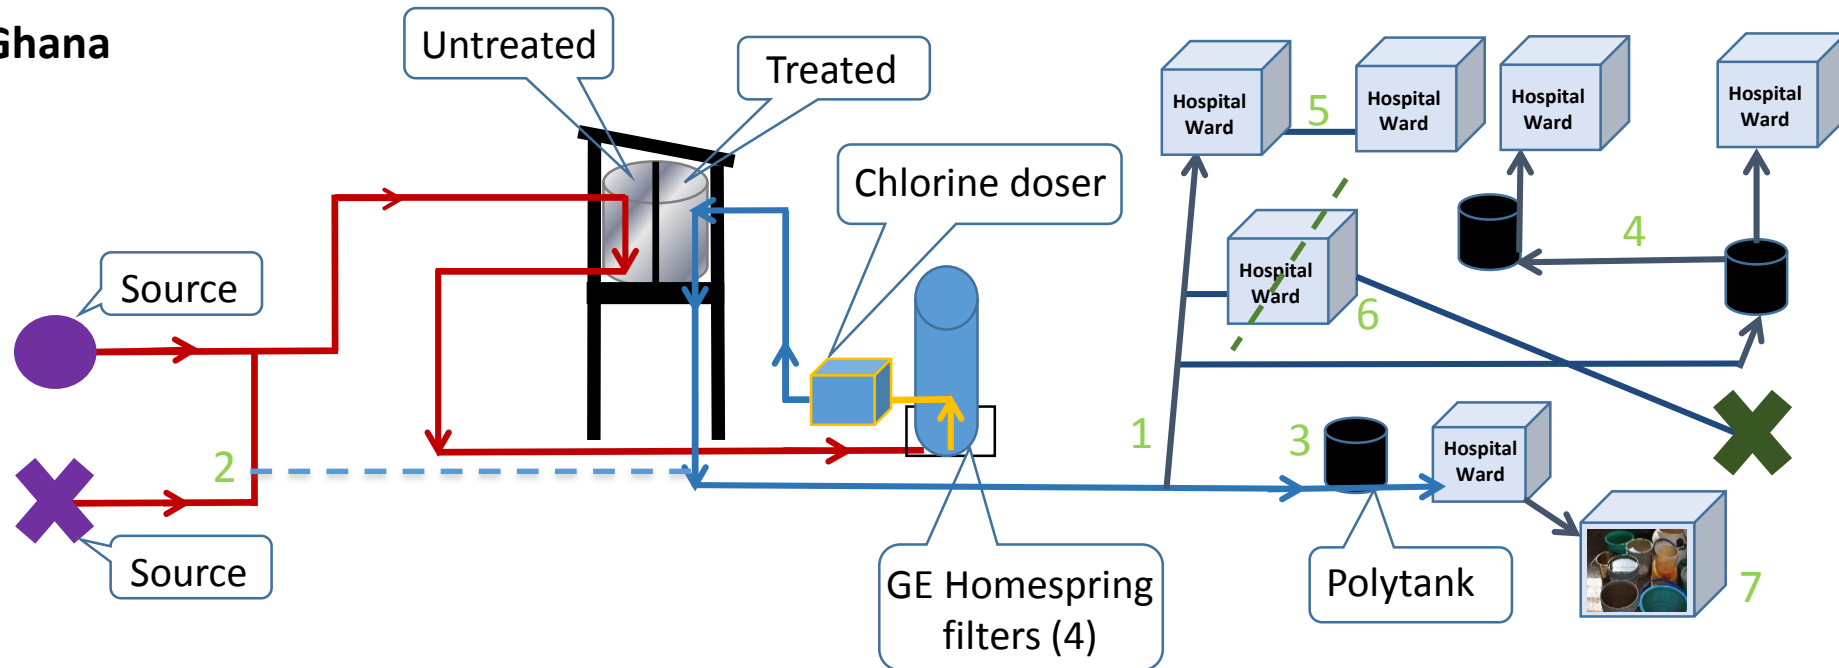 Ghana
Untreated
Treated
Chlorine doser
Source
Source
GE Homespring
filters (4)
Polytank
Hospital
Ward
Hospital
Ward
Hospital
Ward
Hospital
Ward
Hospital
Ward
Hospital
Ward
1
2
3
4
5
6
7